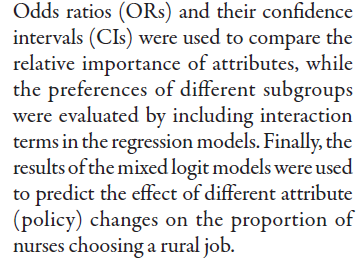 Odds ratios (ORs) and their confidence
intervals (CIs) were used to compare the
relative importance of attributes, while
the preferences of different subgroups
were evaluated by including interaction
terms in the regression models. Finally, the
results of the mixed logit models were used
to predict the effect of different attribute
(policy) changes on the proportion of
nurses choosing a rural job.